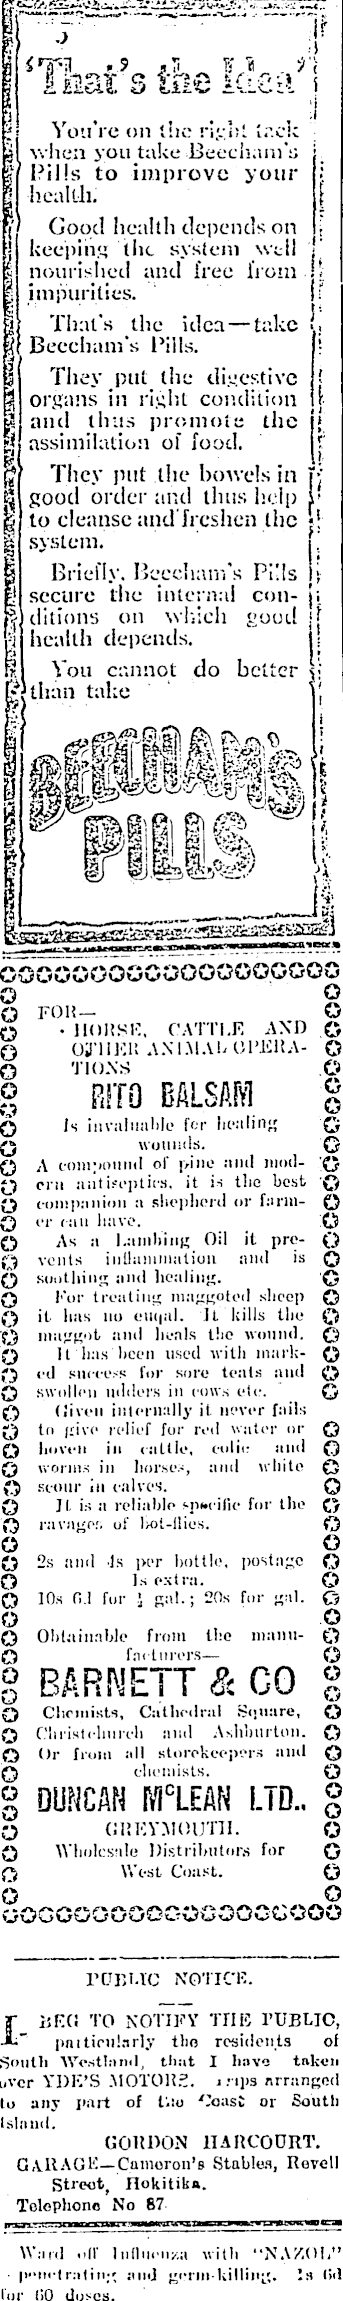 'That's the Idea'
You're on the right tack
when you take Beecham's
Pills to improve your
health.
Good health depends on
keeping the system well
nourished and free from
impurities.
That's the idea—take
Beecham's Pills.
They put the digestive
organs in right condition
and thus promote the
assimilation of food.
They put the bowels in
good order and thus help
to cleanse and freshen the
system.
Briefly, Beecham's Pills
secure the internal con-
ditions on which good
health depends.
You cannot do better
than take
BEECHAM'S
PILLS
FOR—
HORSE, CATTLE AND
OTHER ANIMAL OPERA-
TIONS
RITO BALSAM
Is invaluable for healing
wounds.
A compound of pine and mod-
ern antiseptics, it is the best
companion a shepherd or farm-
er can have.
As a Lambing Oil it pre-
vents inflammation and is
soothing and healing.
For treating maggoted sheep
it has no euqal. It kills the
maggot and heals the wound.
It has been used with mark-
ed success for sore teats and
swollen udders in cows etc.
Given internally it never fails
to give relief for red water or
hoven in cattle, colic and
worms in horses, and white
scour in calves.
It is a reliable specific for the
ravages of bot-flies.
2s and 4s per bottle, postage
1s extra.
10s 6d for ½ gal.; 20s for gal.
Obtainable from the manu-
facturers—
BARNETT & CO
Chemists, Cathedral Square,
Christchurch and Ashburton.
Or from all storekeepers and
chemists.
DUNCAN McLEAN LTD.,
GREYMOUTH.
Wholesale Distributors for
West Coast.
PUBLIC NOTICE.
I BEG TO NOTIFY THE PUBLIC,
particularly the residents of
South Westland, that I have taken
over YDE'S MOTORS. Trips arranged
to any part of the Coast or South
Island.
GORDON HARCOURT.
GARAGE—Cameron's Stables, Revell
Street, Hokitika.
Telephone No 87
Ward off Influenza with "NAZOL"
penetrating and germ-killing. 1s 6d
for 60 doses.